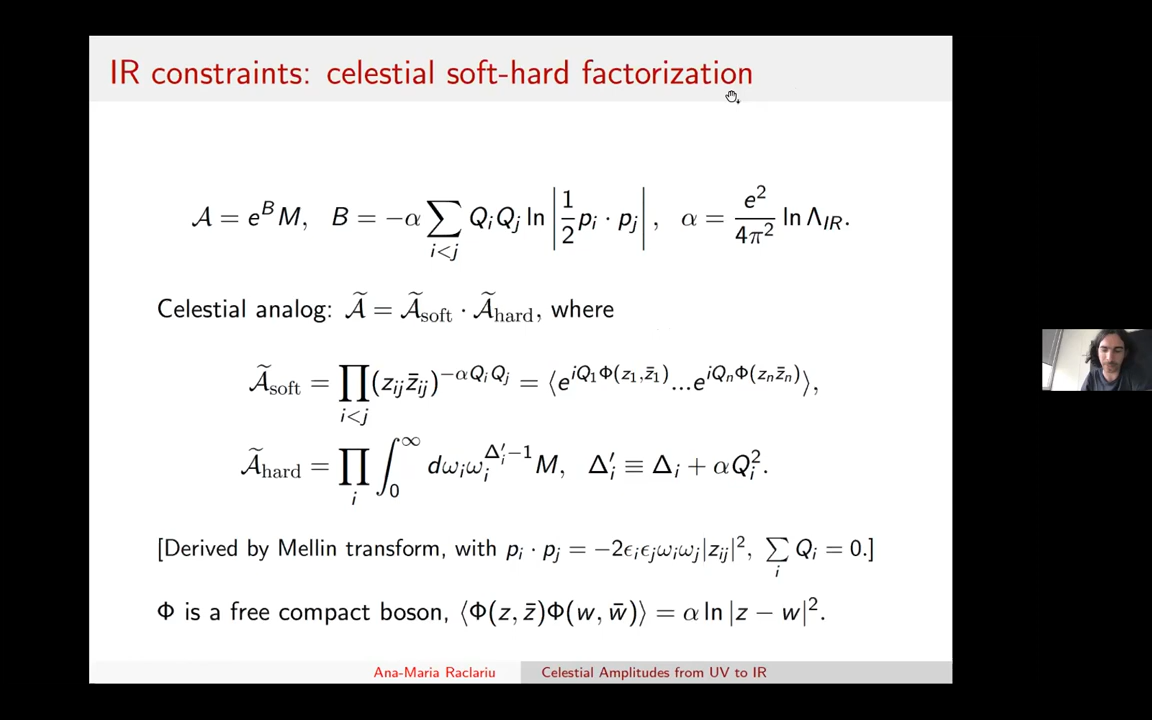 IR constraints: celestial soft-hard factorization
𝒜 = e^B M, B = −α ∑_{i<j} Q_i Q_j ln |1/2 p_i · p_j|, α = e²/4π² ln Λ_IR.
Celestial analog: 𝒜̃ = 𝒜̃_soft · 𝒜̃_hard, where
𝒜̃_soft = ∏_{i<j} (z_ij z̄_ij)^{−αQ_iQ_j} = ⟨e^{iQ_1Φ(z_1,z̄_1)}...e^{iQ_nΦ(z_n z̄_n)}⟩,
𝒜̃_hard = ∏_i ∫_0^∞ dω_i ω_i^{Δ′_i−1} M, Δ′_i ≡ Δ_i + αQ_i².
[Derived by Mellin transform, with p_i · p_j = −2ϵ_iϵ_jω_iω_j|z_ij|², ∑_i Q_i = 0.]
Φ is a free compact boson, ⟨Φ(z, z̄)Φ(w, w̄)⟩ = α ln |z − w|².
Ana-Maria Raclariu
Celestial Amplitudes from UV to IR